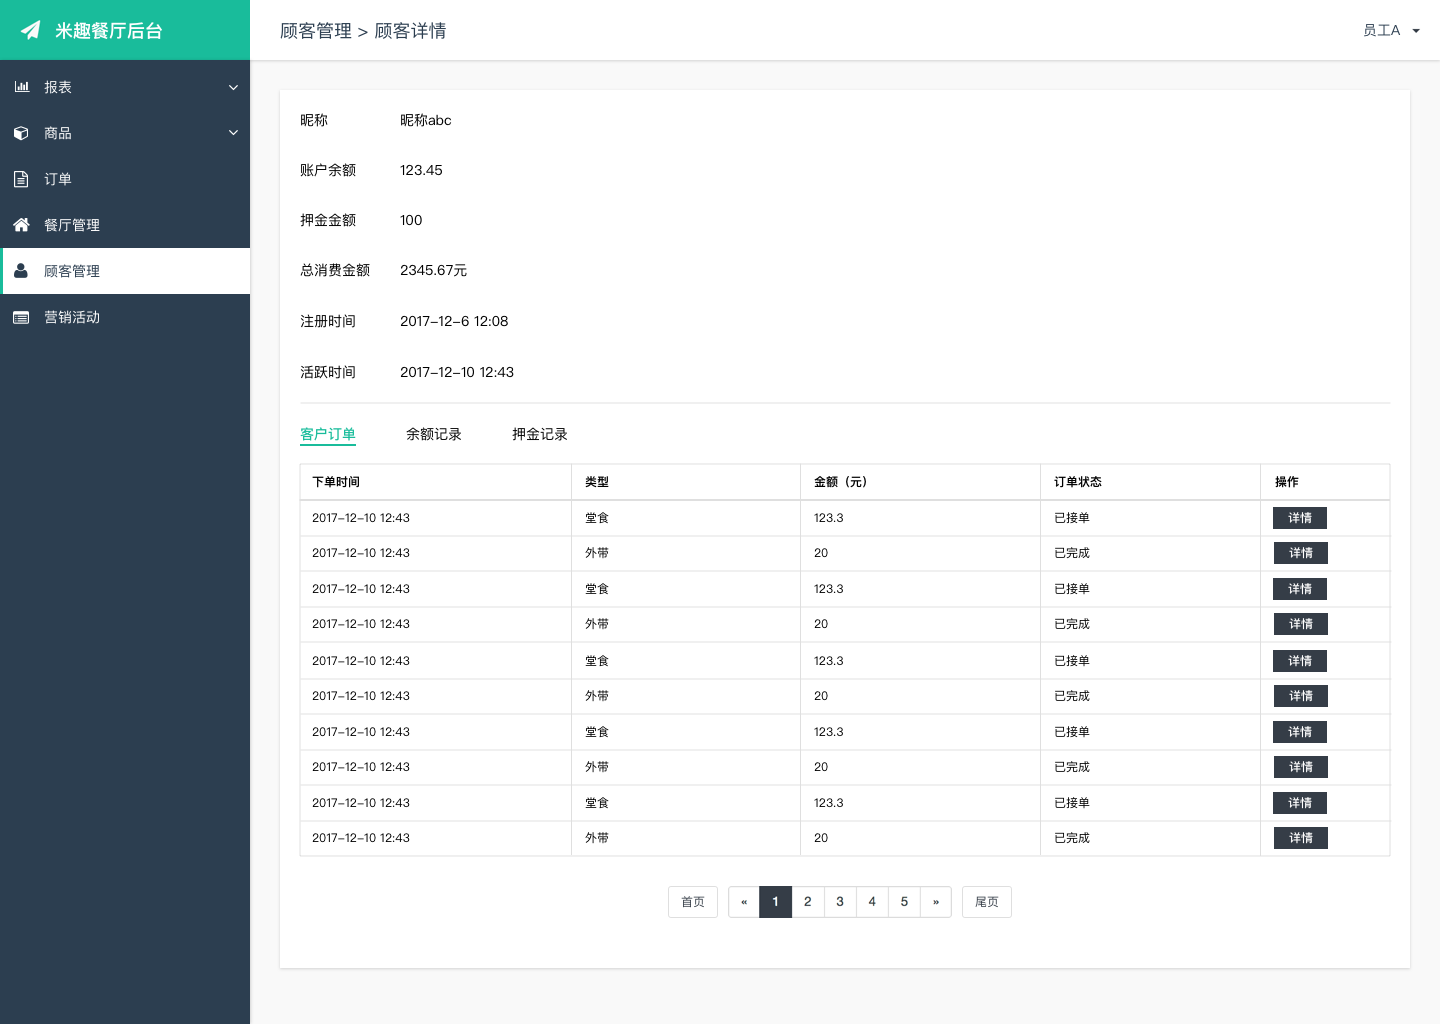 米趣餐厅后台
顾客管理 > 顾客详情
员工A
报表
商品
订单
餐厅管理
顾客管理
营销活动
昵称 昵称abc
账户余额 123.45
押金金额 100
总消费金额 2345.67元
注册时间 2017-12-6 12:08
活跃时间 2017-12-10 12:43
客户订单 余额记录 押金记录
下单时间 类型 金额（元） 订单状态 操作
2017-12-10 12:43 堂食 123.3 已接单 详情
2017-12-10 12:43 外带 20 已完成 详情
2017-12-10 12:43 堂食 123.3 已接单 详情
2017-12-10 12:43 外带 20 已完成 详情
2017-12-10 12:43 堂食 123.3 已接单 详情
2017-12-10 12:43 外带 20 已完成 详情
2017-12-10 12:43 堂食 123.3 已接单 详情
2017-12-10 12:43 外带 20 已完成 详情
2017-12-10 12:43 堂食 123.3 已接单 详情
2017-12-10 12:43 外带 20 已完成 详情
首页 « 1 2 3 4 5 » 尾页